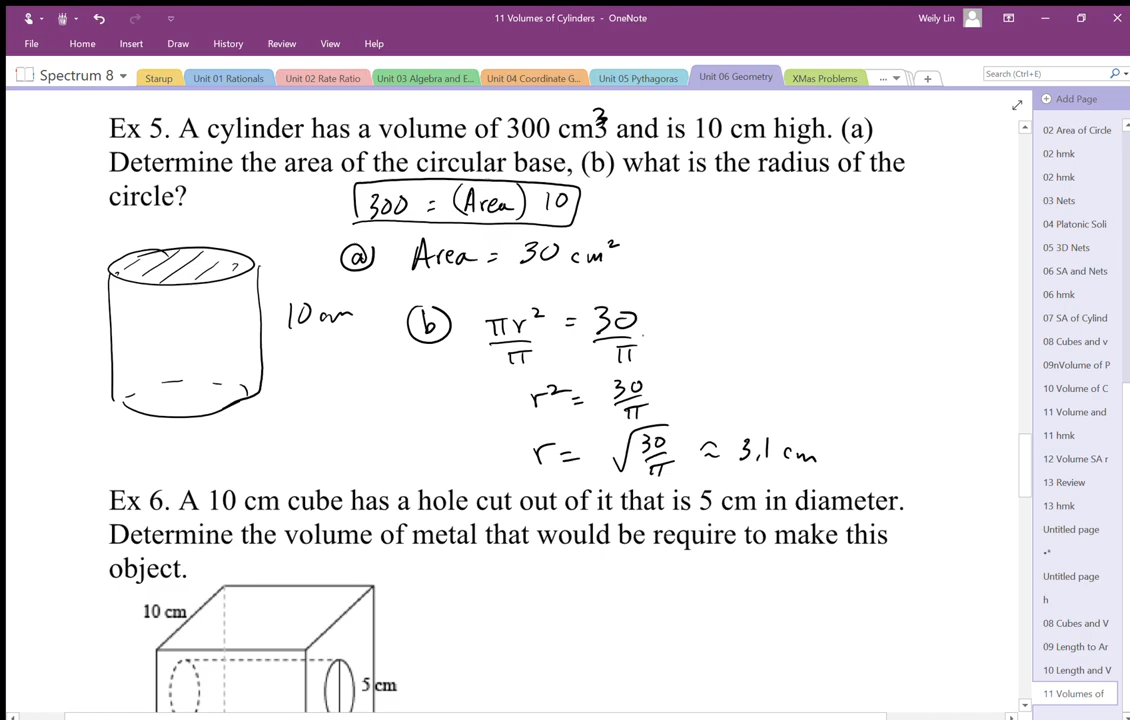 11 Volumes of Cylinders - OneNote
Weily Lin
File Home Insert Draw History Review View Help
Spectrum 8
Starup Unit 01 Rationals Unit 02 Rate Ratio Unit 03 Algebra and E... Unit 04 Coordinate G... Unit 05 Pythagoras Unit 06 Geometry XMas Problems ...
Search (Ctrl+E)
Ex 5. A cylinder has a volume of 300 cm3 and is 10 cm high. (a)
Determine the area of the circular base, (b) what is the radius of the
circle?
300 = (Area) 10
(a) Area = 30 cm²
10 cm
(b) πr²/π = 30/π
r² = 30/π
r = √(30/π) ≈ 3.1 cm
Ex 6. A 10 cm cube has a hole cut out of it that is 5 cm in diameter.
Determine the volume of metal that would be require to make this
object.
10 cm
5 cm
Add Page
02 Area of Circle
02 hmk
02 hmk
03 Nets
04 Platonic Soli
05 3D Nets
06 SA and Nets
06 hmk
07 SA of Cylind
08 Cubes and v
09nVolume of P
10 Volume of C
11 Volume and
11 hmk
12 Volume SA r
13 Review
13 hmk
Untitled page
•*
Untitled page
h
08 Cubes and V
09 Length to Ar
10 Length and V
11 Volumes of